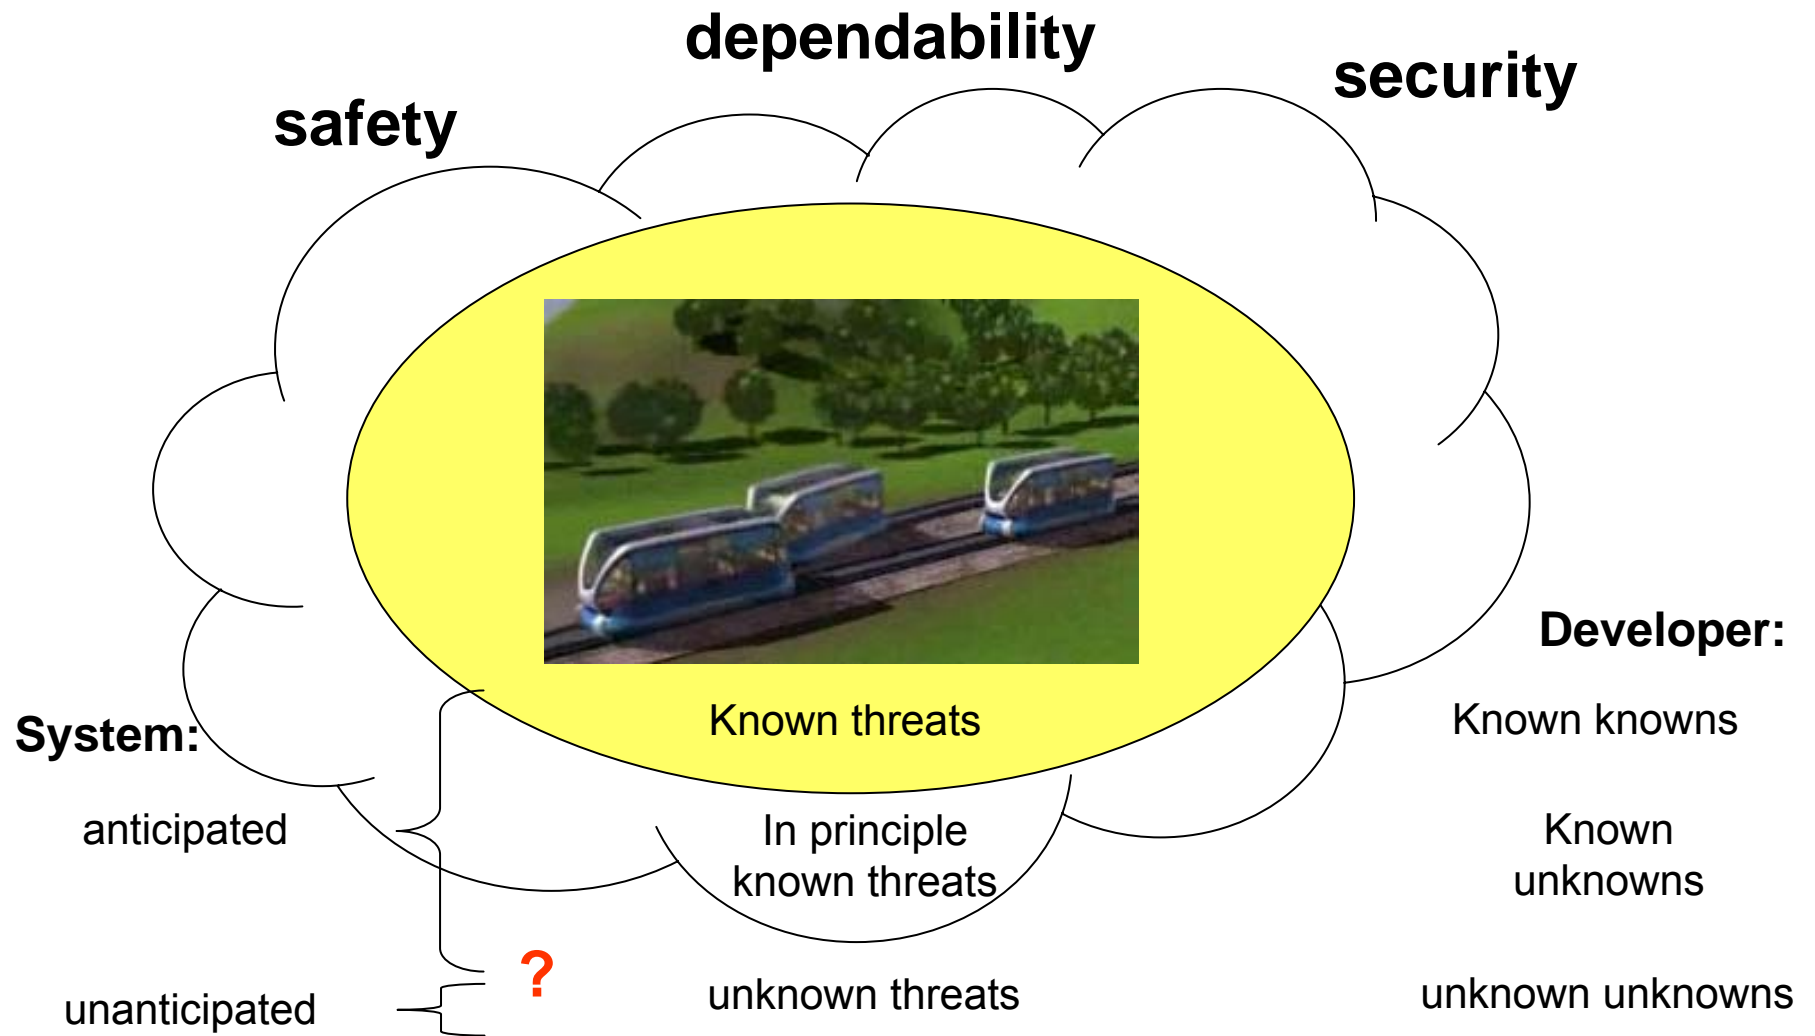 dependability
security
safety
Developer:
System:
Known threats
Known knowns
anticipated
In principle
known threats
Known
unknowns
?
unanticipated
unknown threats
unknown unknowns